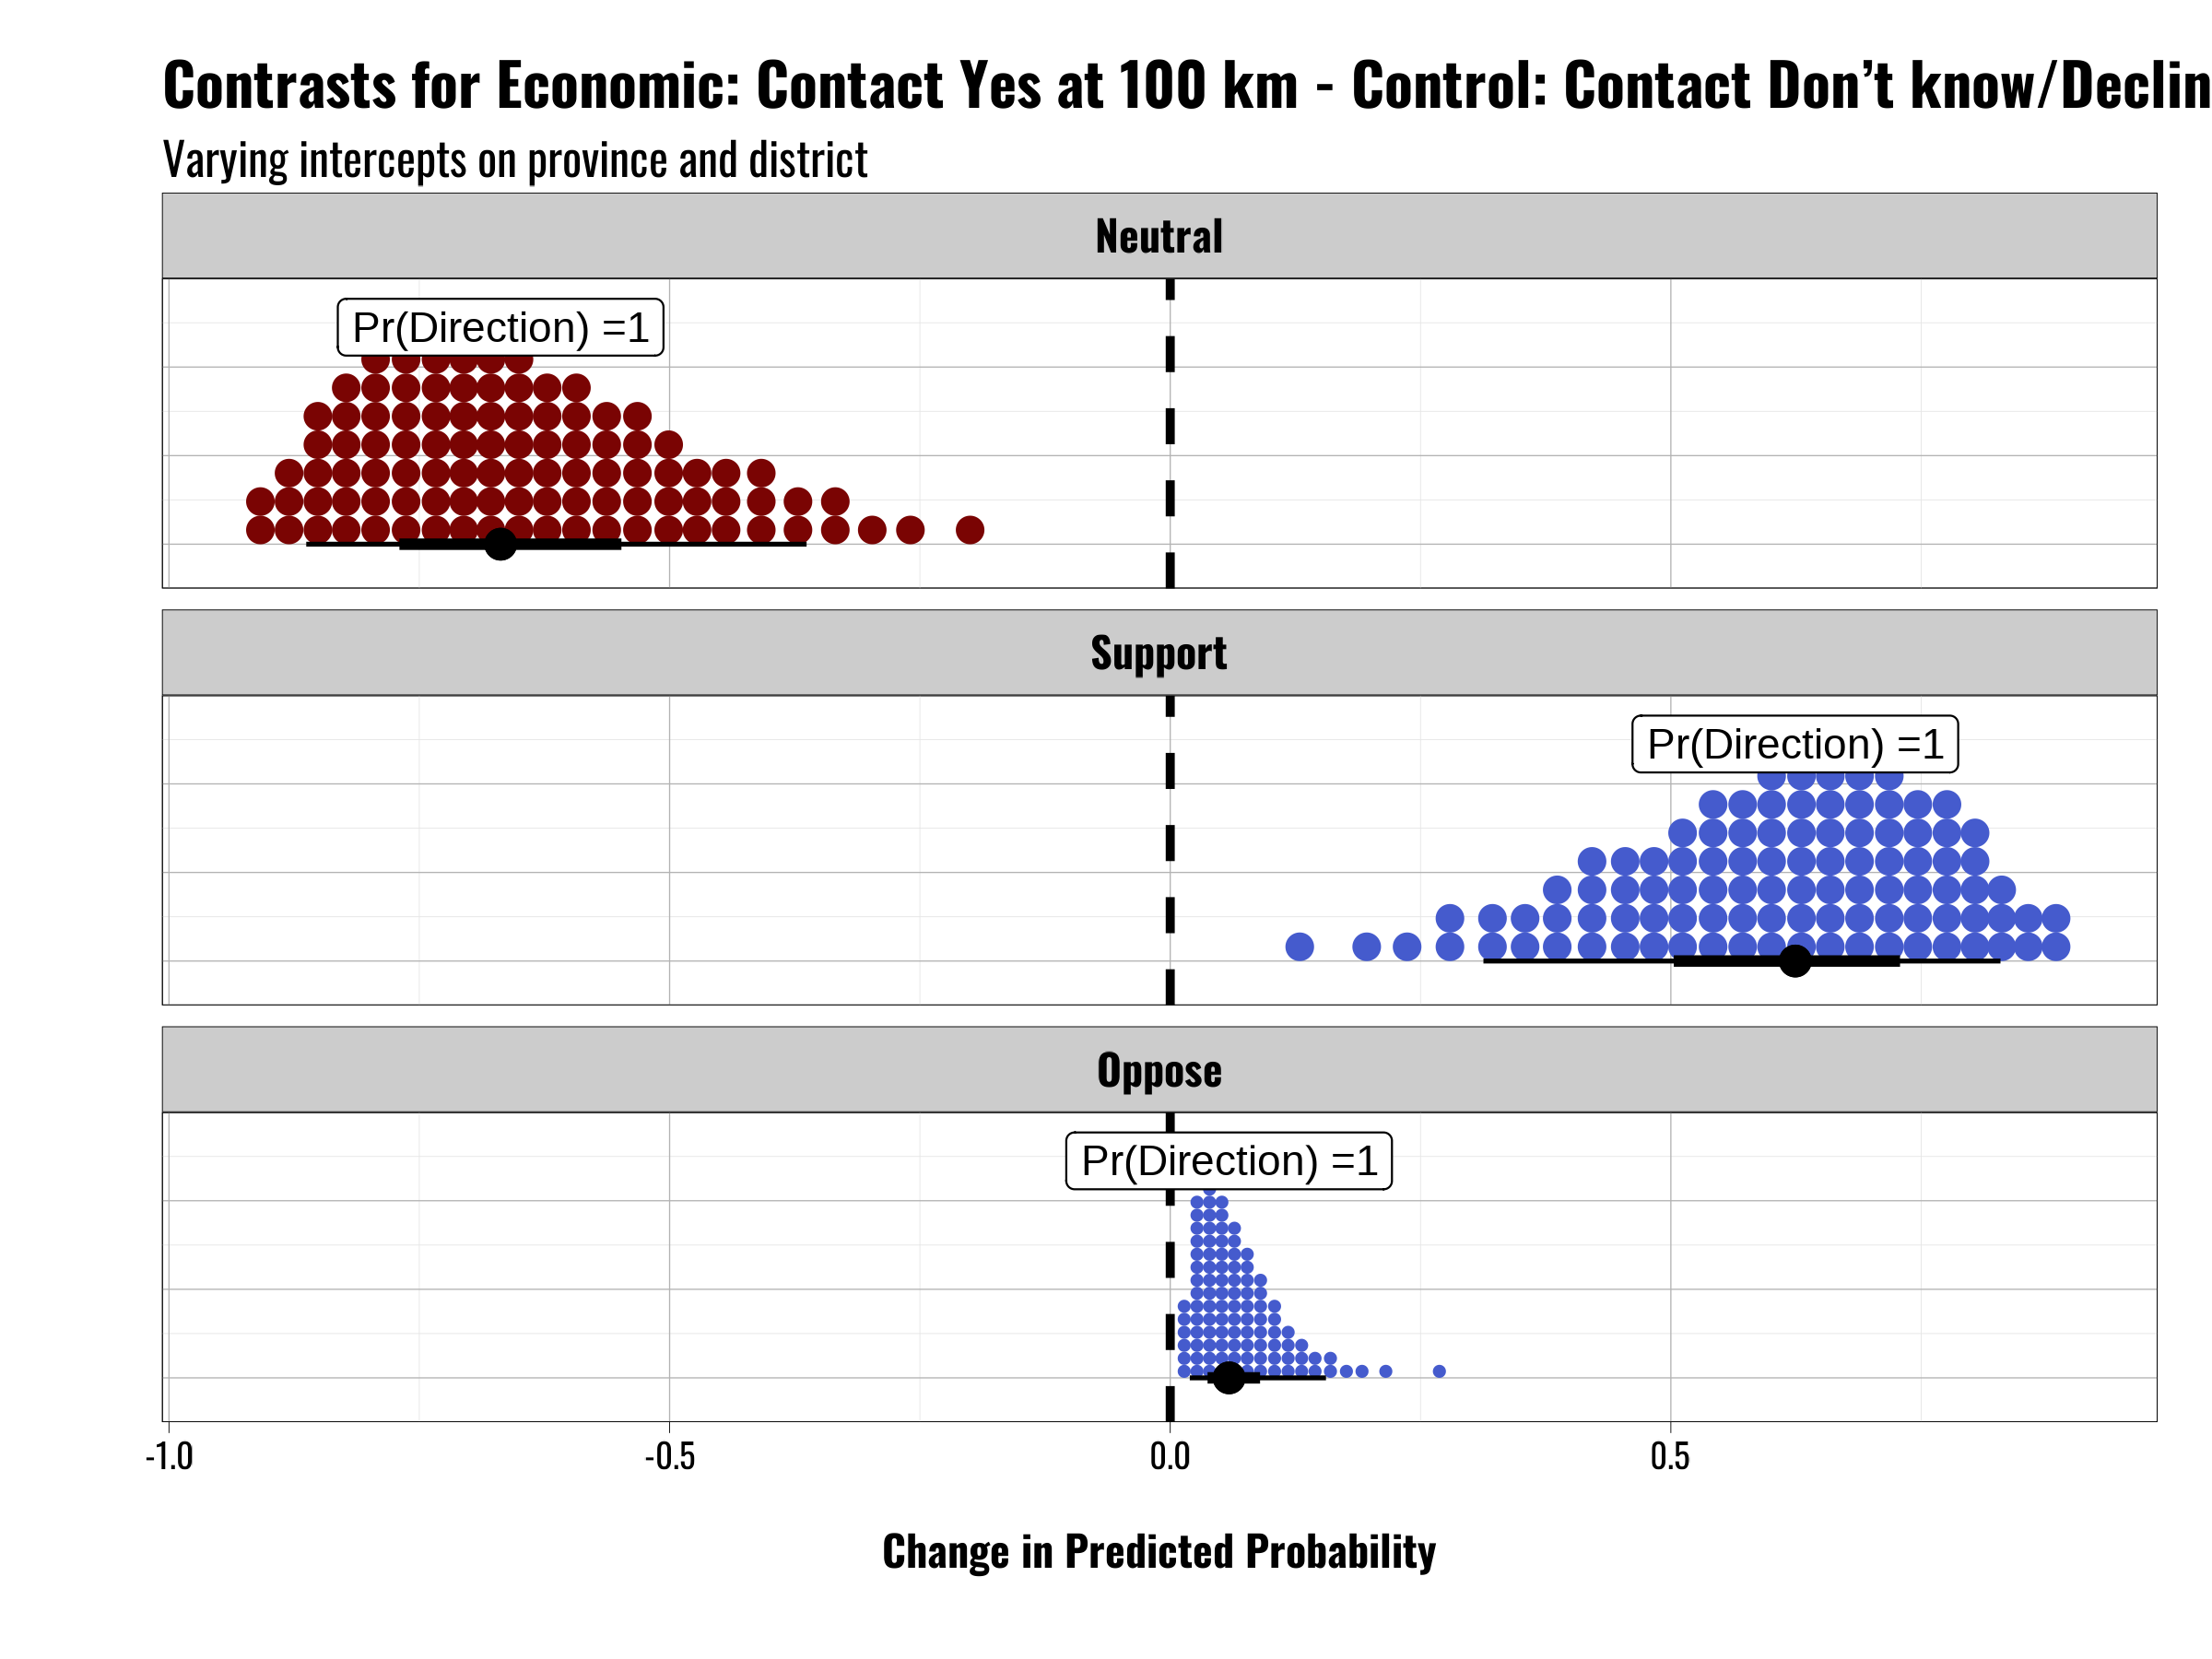 Contrasts for Economic: Contact Yes at 100 km - Control: Contact Don’t know/Declin
Varying intercepts on province and district
Neutral
Pr(Direction) =1
Support
Pr(Direction) =1
Oppose
Pr(Direction) =1
-1.0 -0.5 0.0 0.5
Change in Predicted Probability